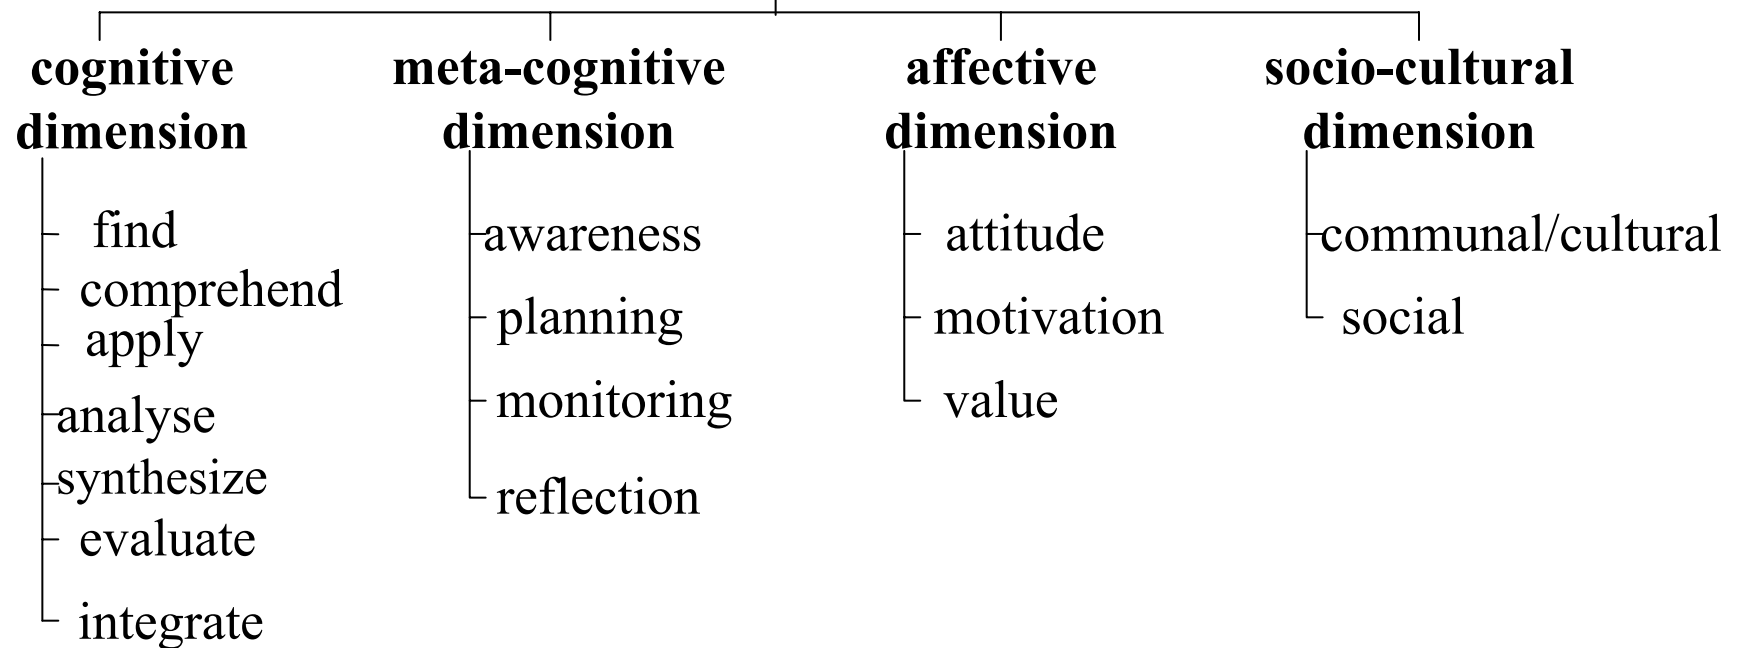 cognitive
dimension
find
comprehend
apply
analyse
synthesize
evaluate
integrate
meta-cognitive
dimension
awareness
planning
monitoring
reflection
affective
dimension
attitude
motivation
value
socio-cultural
dimension
communal/cultural
social